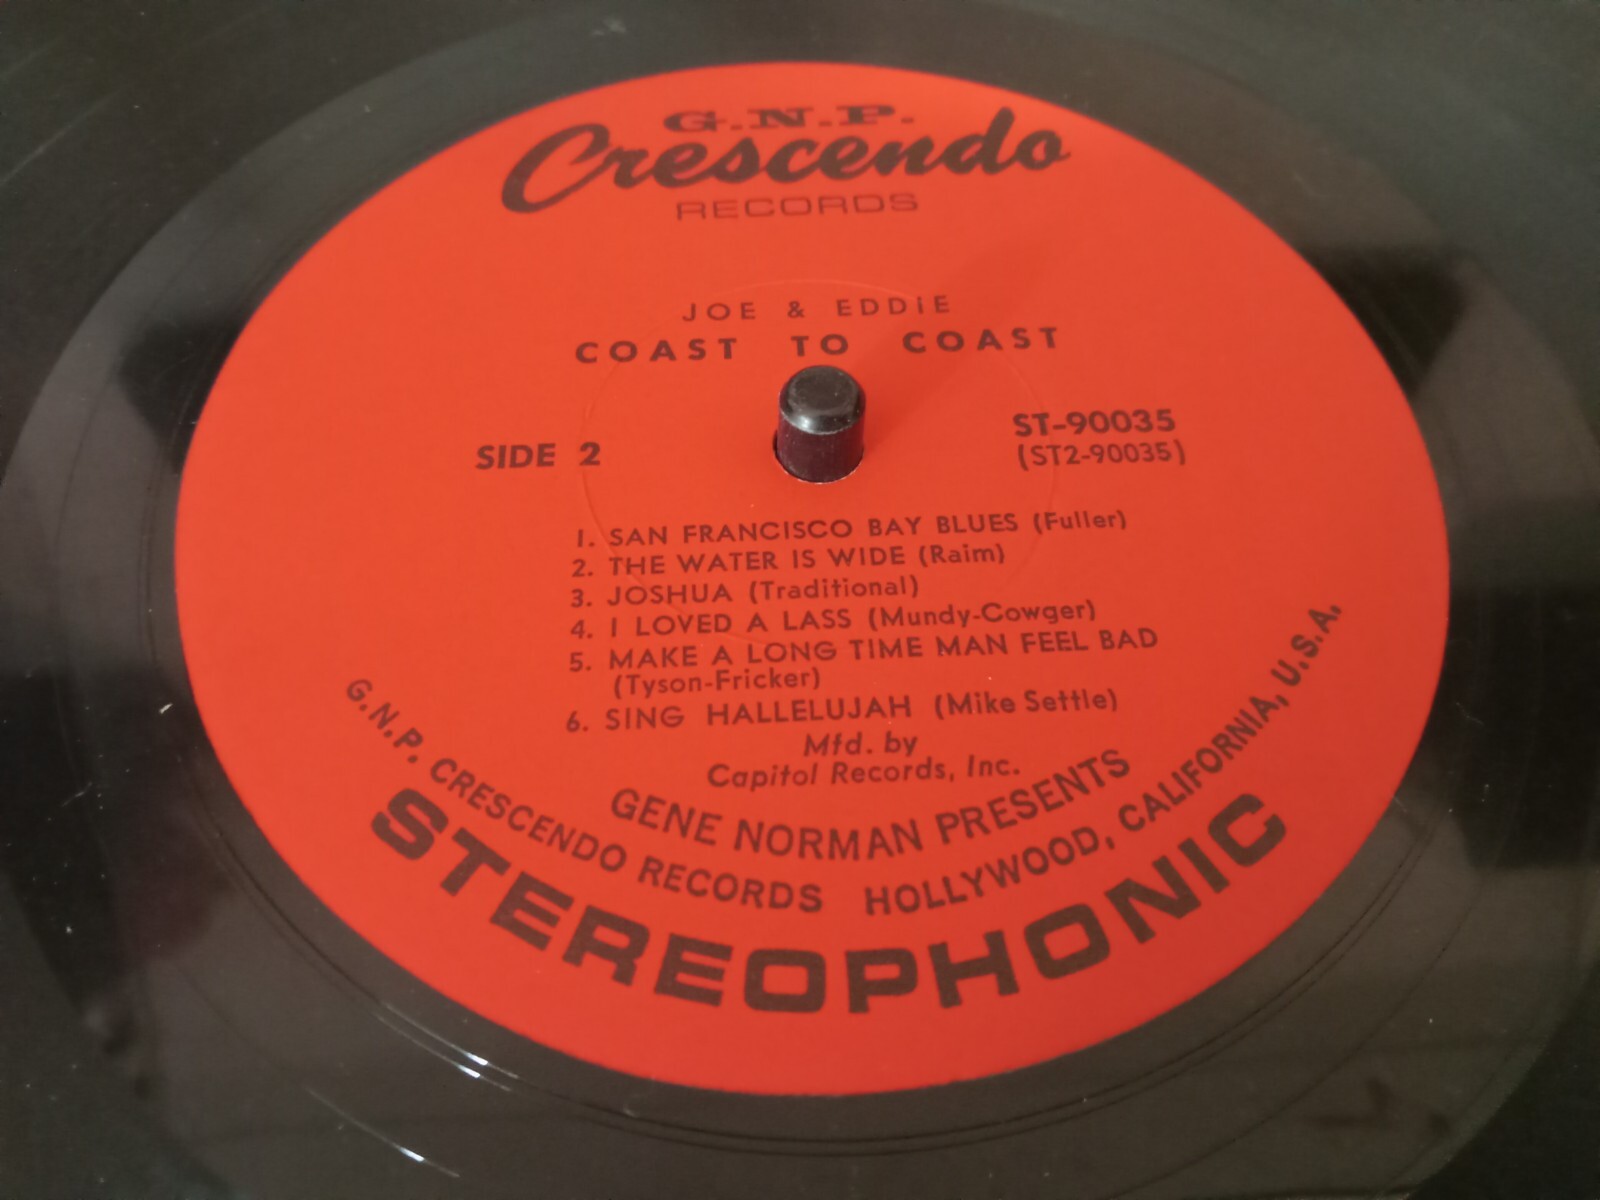 G.N.P.
Crescendo
RECORDS
JOE & EDDIE
COAST TO COAST
SIDE 2
ST-90035
(ST2-90035)
1. SAN FRANCISCO BAY BLUES (Fuller)
2. THE WATER IS WIDE (Raim)
3. JOSHUA (Traditional)
4. I LOVED A LASS (Mundy-Cowger)
5. MAKE A LONG TIME MAN FEEL BAD
(Tyson-Fricker)
6. SING HALLELUJAH (Mike Settle)
Mfd. by
Capitol Records, Inc.
GENE NORMAN PRESENTS
G.N.P. CRESCENDO RECORDS HOLLYWOOD, CALIFORNIA, U.S.A.
STEREOPHONIC